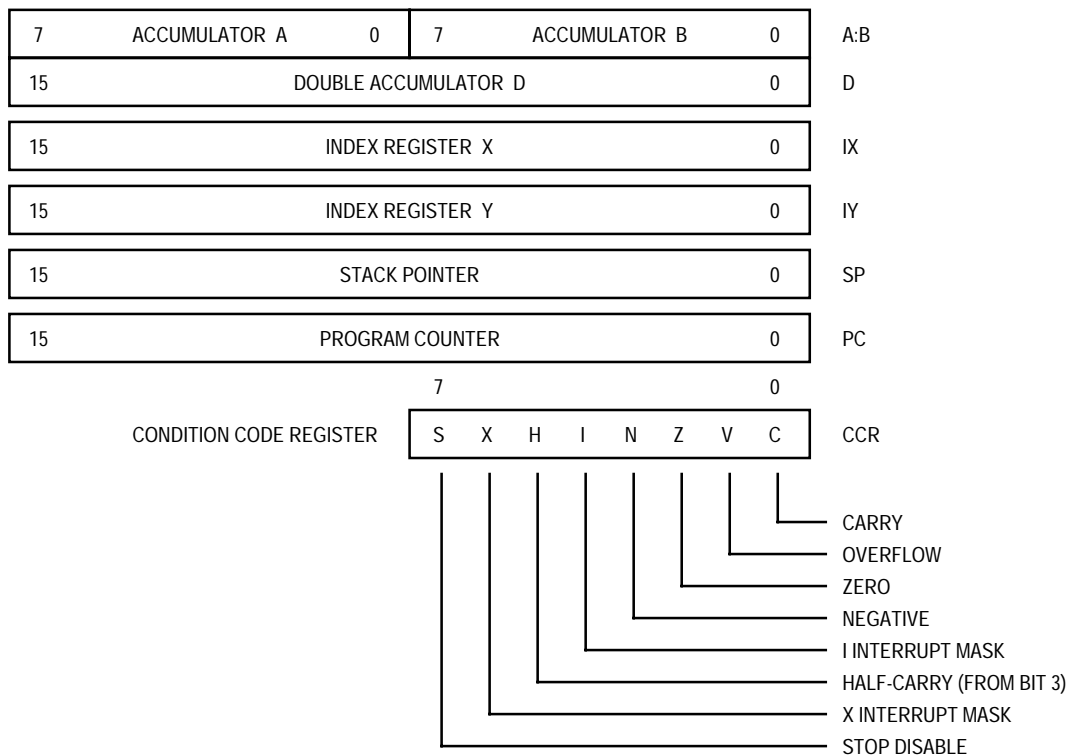 7 ACCUMULATOR A 0 7 ACCUMULATOR B 0 A:B
15 DOUBLE ACCUMULATOR D 0 D
15 INDEX REGISTER X 0 IX
15 INDEX REGISTER Y 0 IY
15 STACK POINTER 0 SP
15 PROGRAM COUNTER 0 PC
7 0
CONDITION CODE REGISTER S X H I N Z V C CCR
CARRY
OVERFLOW
ZERO
NEGATIVE
I INTERRUPT MASK
HALF-CARRY (FROM BIT 3)
X INTERRUPT MASK
STOP DISABLE